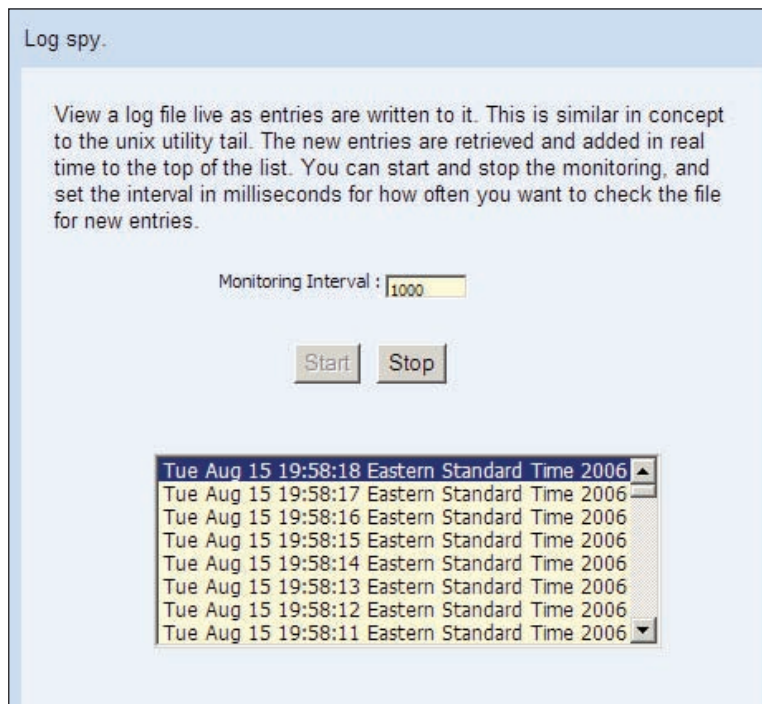 Log spy.
View a log file live as entries are written to it. This is similar in concept
to the unix utility tail. The new entries are retrieved and added in real
time to the top of the list. You can start and stop the monitoring, and
set the interval in milliseconds for how often you want to check the file
for new entries.
Monitoring Interval : 1000
Start Stop
Tue Aug 15 19:58:18 Eastern Standard Time 2006
Tue Aug 15 19:58:17 Eastern Standard Time 2006
Tue Aug 15 19:58:16 Eastern Standard Time 2006
Tue Aug 15 19:58:15 Eastern Standard Time 2006
Tue Aug 15 19:58:14 Eastern Standard Time 2006
Tue Aug 15 19:58:13 Eastern Standard Time 2006
Tue Aug 15 19:58:12 Eastern Standard Time 2006
Tue Aug 15 19:58:11 Eastern Standard Time 2006